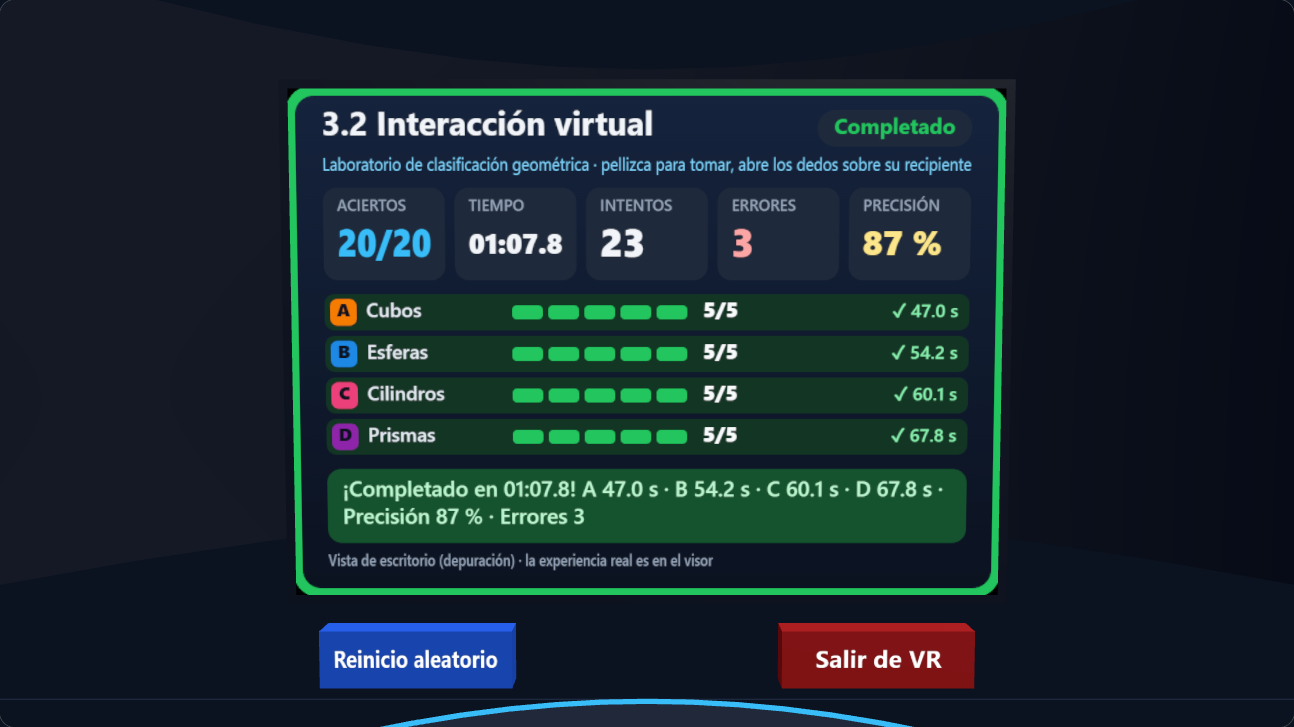 3.2 Interacción virtual
Completado
Laboratorio de clasificación geométrica · pellizca para tomar, abre los dedos sobre su recipiente
ACIERTOS TIEMPO INTENTOS ERRORES PRECISIÓN
20/20 01:07.8 23 3 87 %
A Cubos 5/5 ✓ 47.0 s
B Esferas 5/5 ✓ 54.2 s
C Cilindros 5/5 ✓ 60.1 s
D Prismas 5/5 ✓ 67.8 s
¡Completado en 01:07.8! A 47.0 s · B 54.2 s · C 60.1 s · D 67.8 s ·
Precisión 87 % · Errores 3
Vista de escritorio (depuración) · la experiencia real es en el visor
Reinicio aleatorio
Salir de VR